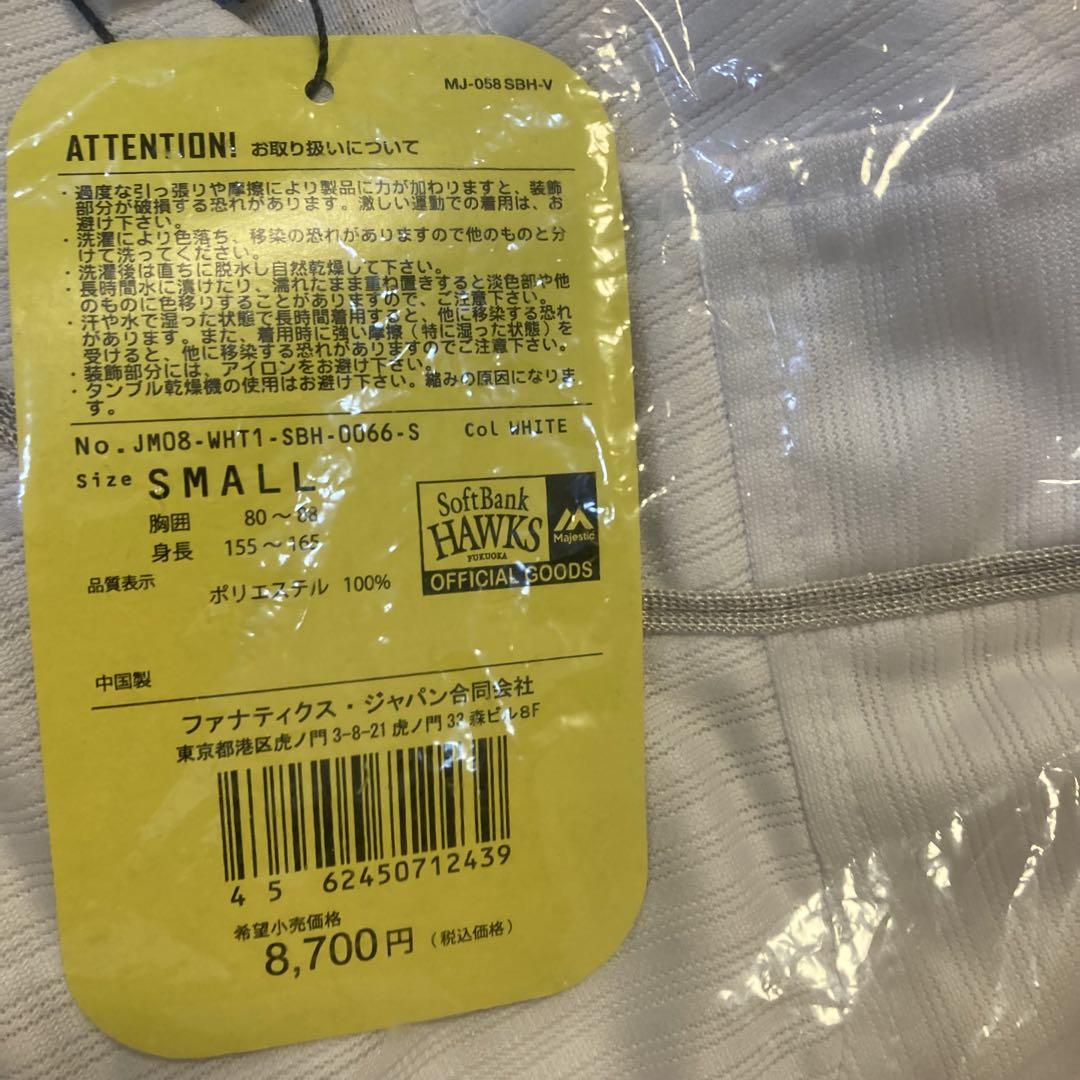 MJ-058 SBH-V
ATTENTION! お取り扱いについて
・過度な引っ張りや摩擦により製品に力が加わりますと、装飾
部分が破損する恐れがあります。激しい運動での着用は、お
避け下さい。
・洗濯により色落ち、移染の恐れがありますので他のものと分
けて洗ってください。
・洗濯後は直ちに脱水し自然乾燥して下さい。
・長時間水に漬けたり、濡れたまま重ね置きすると淡色部や他
のものに色移りすることがありますので、ご注意下さい。
・汗や水で湿った状態で長時間着用すると、他に移染する恐れ
があります。また、着用時に強い摩擦（特に湿った状態）を
受けると、他に移染する恐れがありますのでご注意下さい。
・装飾部分には、アイロンをお避け下さい。
・タンブル乾燥機の使用はお避け下さい。縮みの原因になりま
す。
No.JM08-WHT1-SBH-0066-S Col WHITE
Size SMALL
胸囲 80～88
身長 155～165
品質表示 ポリエステル 100%
SoftBank
HAWKS
FUKUOKA
Majestic
OFFICIAL GOODS
中国製
ファナティクス・ジャパン合同会社
東京都港区虎ノ門 3-8-21 虎ノ門 33 森ビル 8F
4562450712439
希望小売価格
8,700円（税込価格）